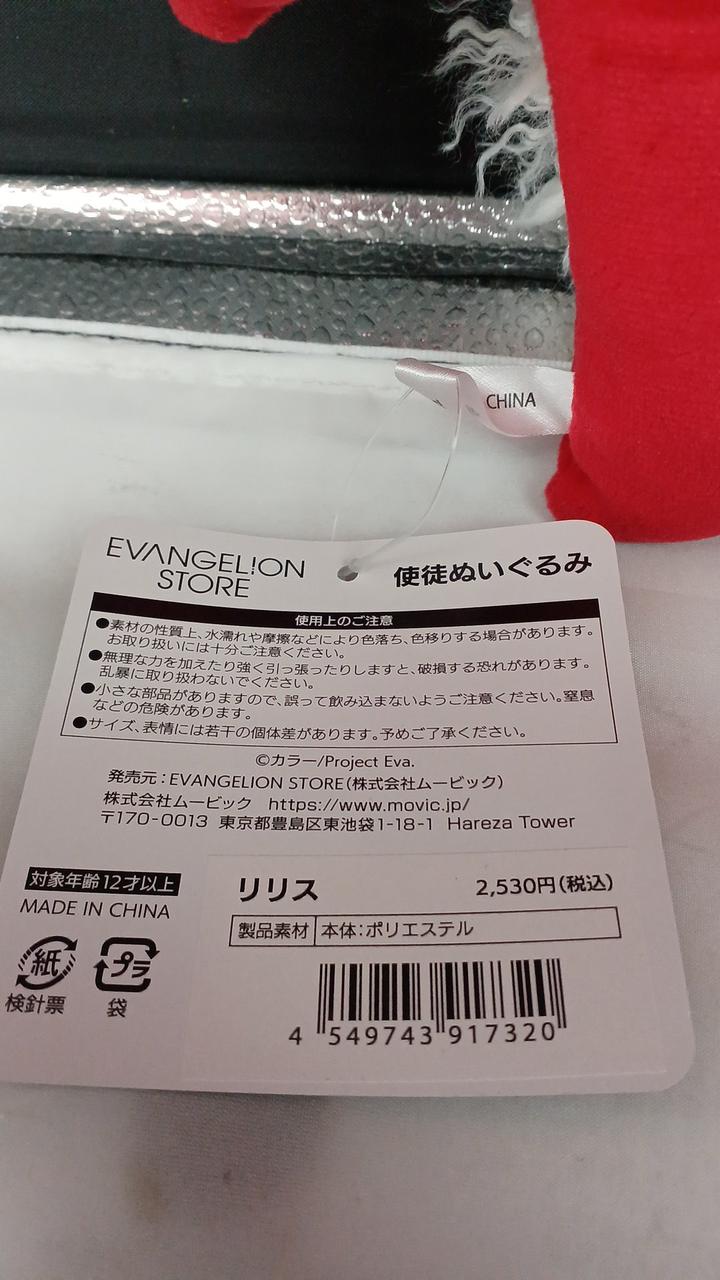 CHINA
EVANGEL!ON
STORE
使徒ぬいぐるみ
使用上のご注意
●素材の性質上、水濡れや摩擦などにより色落ち、色移りする場合があります。
お取り扱いには十分ご注意ください。
●無理な力を加えたり強く引っ張ったりしますと、破損する恐れがあります。
乱暴に取り扱わないでください。
●小さな部品がありますので、誤って飲み込まないようご注意ください。窒息
などの危険があります。
●サイズ、表情には若干の個体差があります。予めご了承ください。
©カラー/Project Eva.
発売元：EVANGELION STORE(株式会社ムービック)
株式会社ムービック https://www.movic.jp/
〒170-0013 東京都豊島区東池袋1-18-1 Hareza Tower
対象年齢12才以上
MADE IN CHINA
紙
検針票
プラ
袋
リリス
2,530円(税込)
製品素材 本体:ポリエステル
4 549743 917320